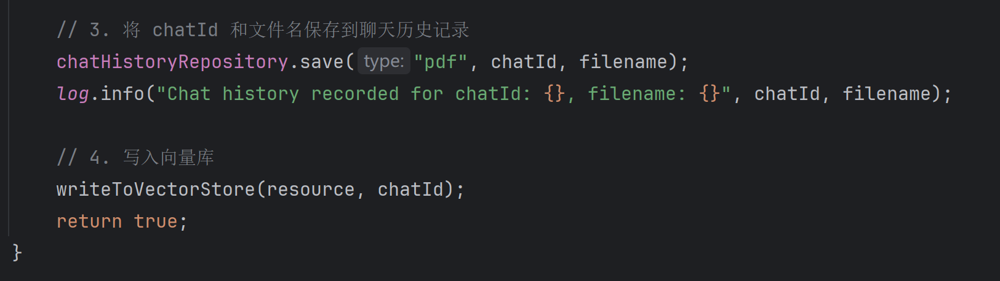 // 3. 将 chatId 和文件名保存到聊天历史记录
chatHistoryRepository.save( type: "pdf", chatId, filename);
log.info("Chat history recorded for chatId: {}, filename: {}", chatId, filename);
// 4. 写入向量库
writeToVectorStore(resource, chatId);
return true;
}